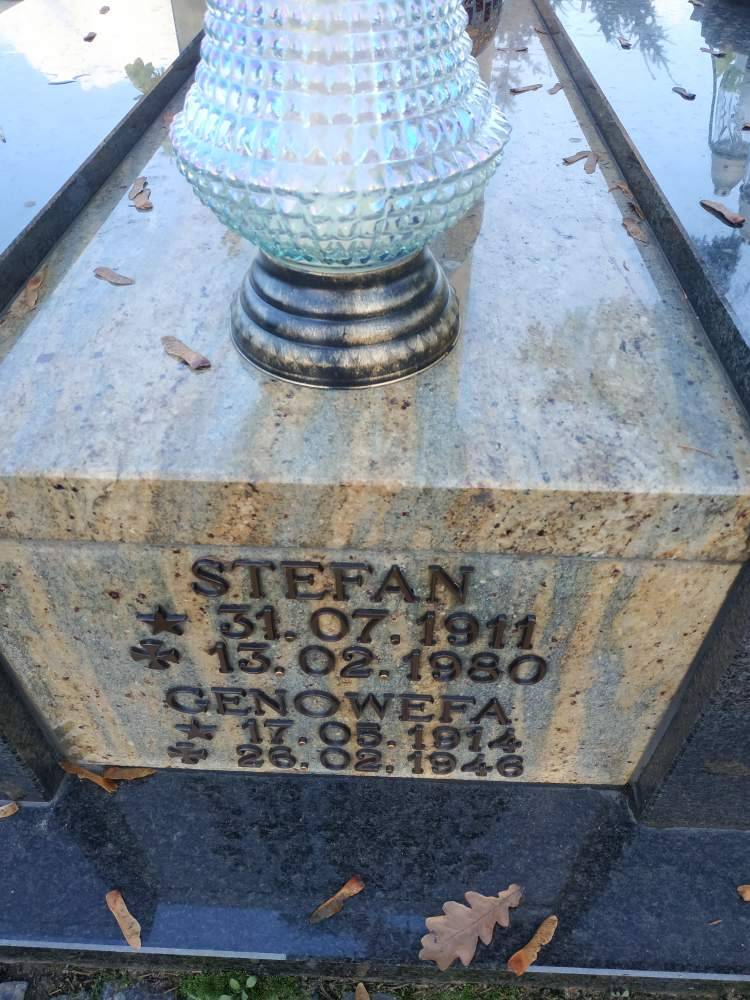 STEFAN
★ 31.07.1911
✠ 13.02.1980
GENOWEFA
★ 17.05.1914
✠ 26.02.1946